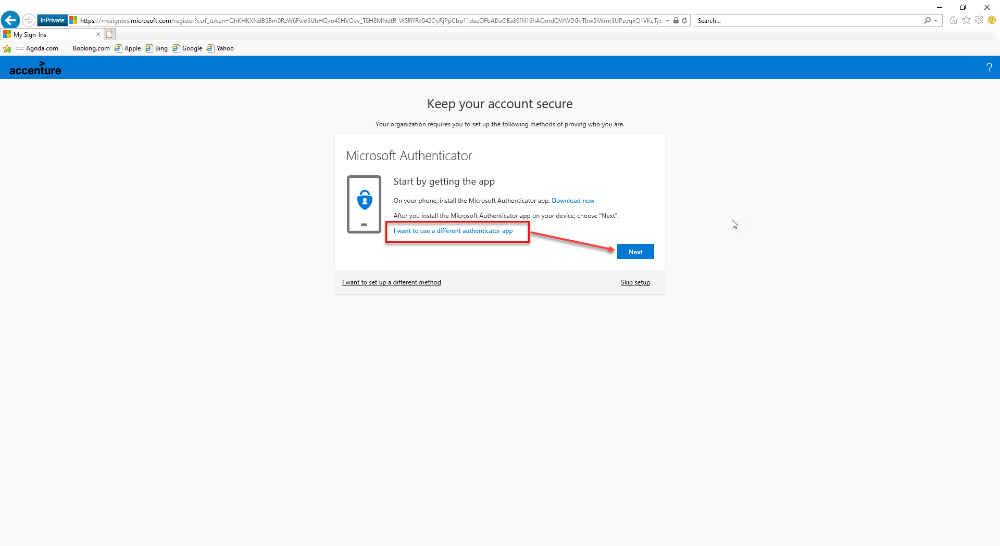 InPrivate
https://mysignins.microsoft.com/register?csrf_token=QhKHKXNdB5Bm0RzW6FwoSUhHQvo45HVOvv_T6H8MNdtR-WSFffRv042OyRjPpCbp11duzOFbADaOEa80fN16hAOmdQWWDGvThw5IWmr3UPzoqkQ1VKcTyc
Search...
My Sign-Ins
Agoda.com Booking.com Apple Bing Google Yahoo
accenture
?
Keep your account secure
Your organization requires you to set up the following methods of proving who you are.
Microsoft Authenticator
Start by getting the app
On your phone, install the Microsoft Authenticator app. Download now
After you install the Microsoft Authenticator app on your device, choose "Next".
I want to use a different authenticator app
Next
I want to set up a different method
Skip setup